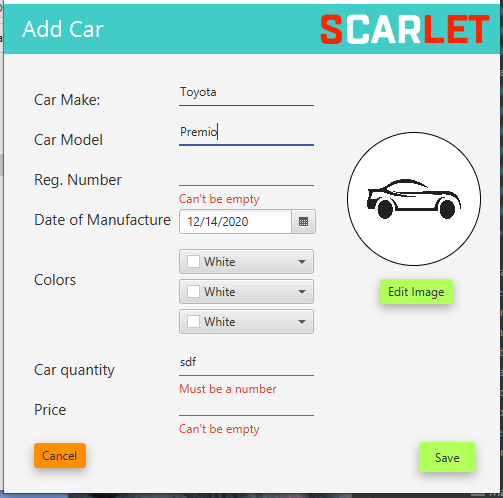 Add Car
SCARLET
Car Make:
Toyota
Car Model
Premio
Reg. Number
Can't be empty
Date of Manufacture
12/14/2020
Colors
White
White
White
Edit Image
Car quantity
sdf
Must be a number
Price
Can't be empty
Cancel
Save